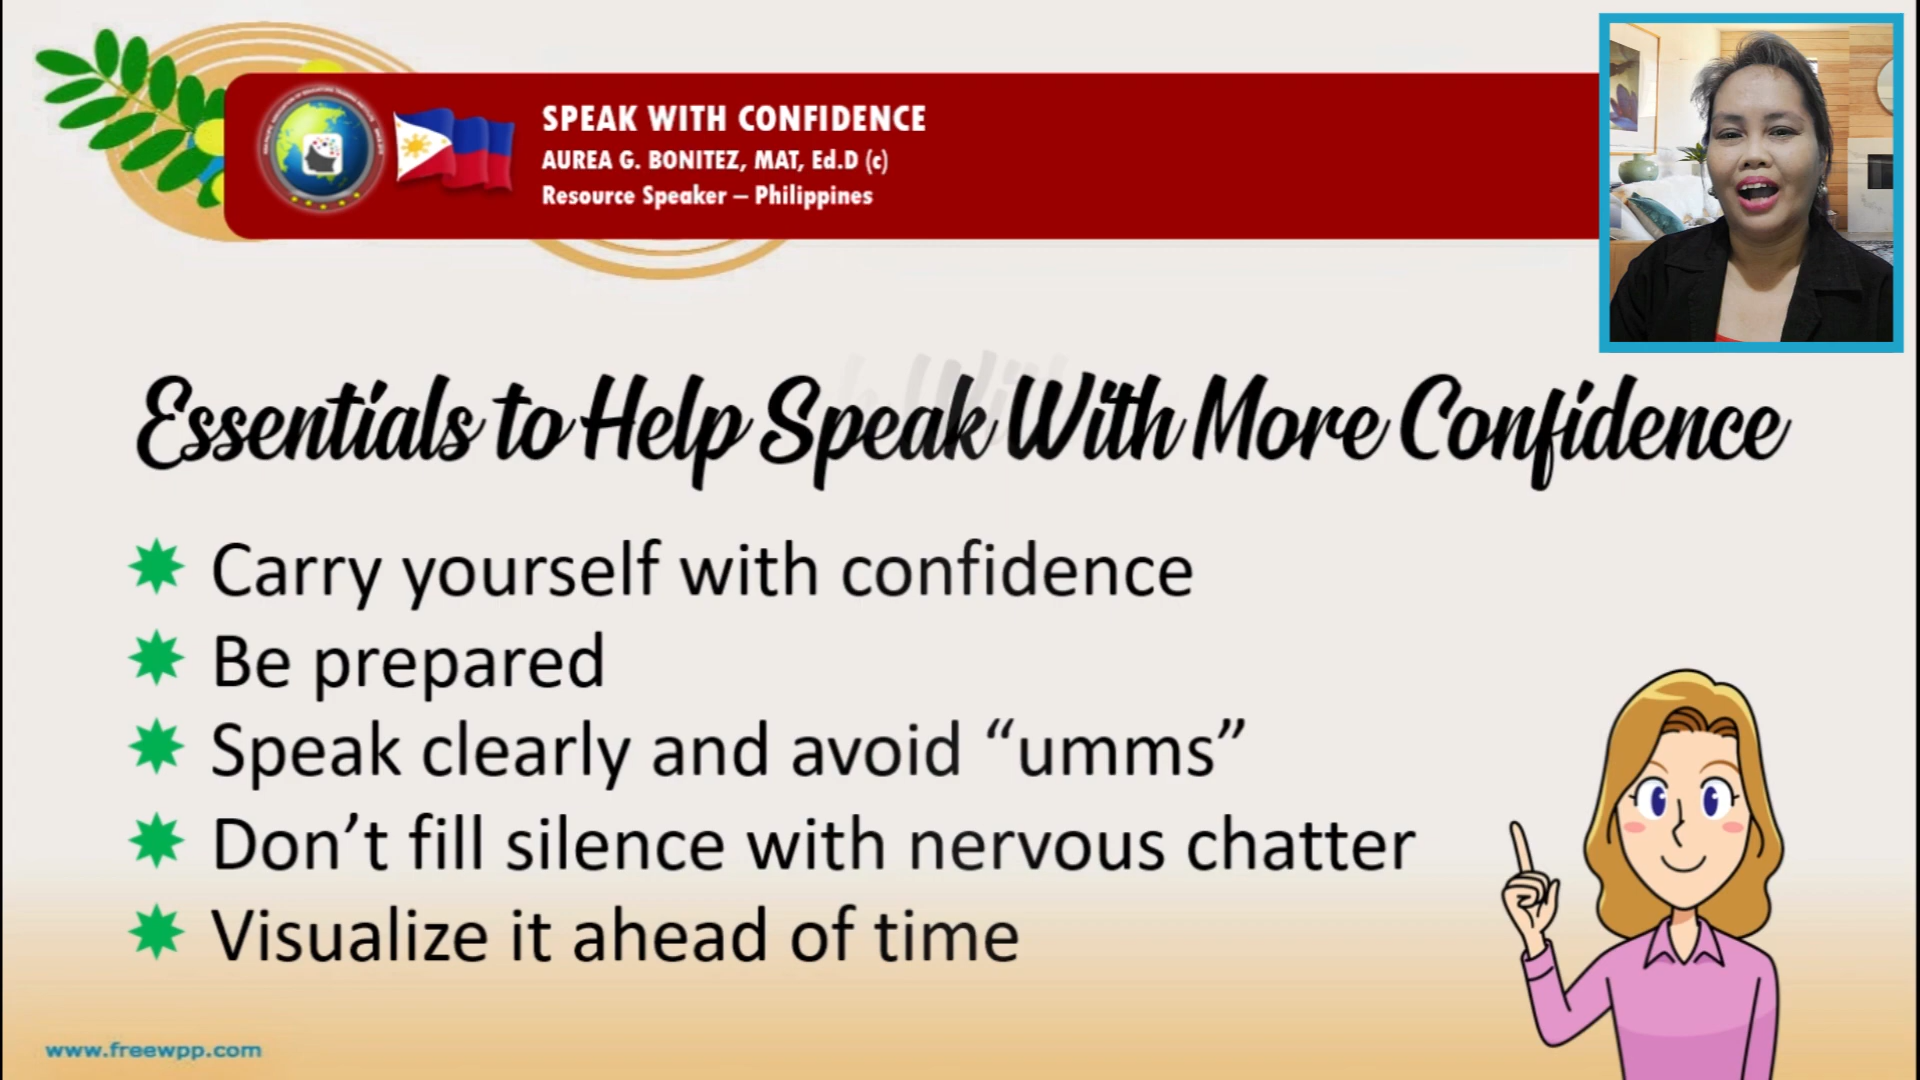 SPEAK WITH CONFIDENCE
AUREA G. BONITEZ, MAT, Ed.D (c)
Resource Speaker – Philippines
Essentials to Help Speak With More Confidence
Carry yourself with confidence
Be prepared
Speak clearly and avoid “umms”
Don’t fill silence with nervous chatter
Visualize it ahead of time
www.freewpp.com